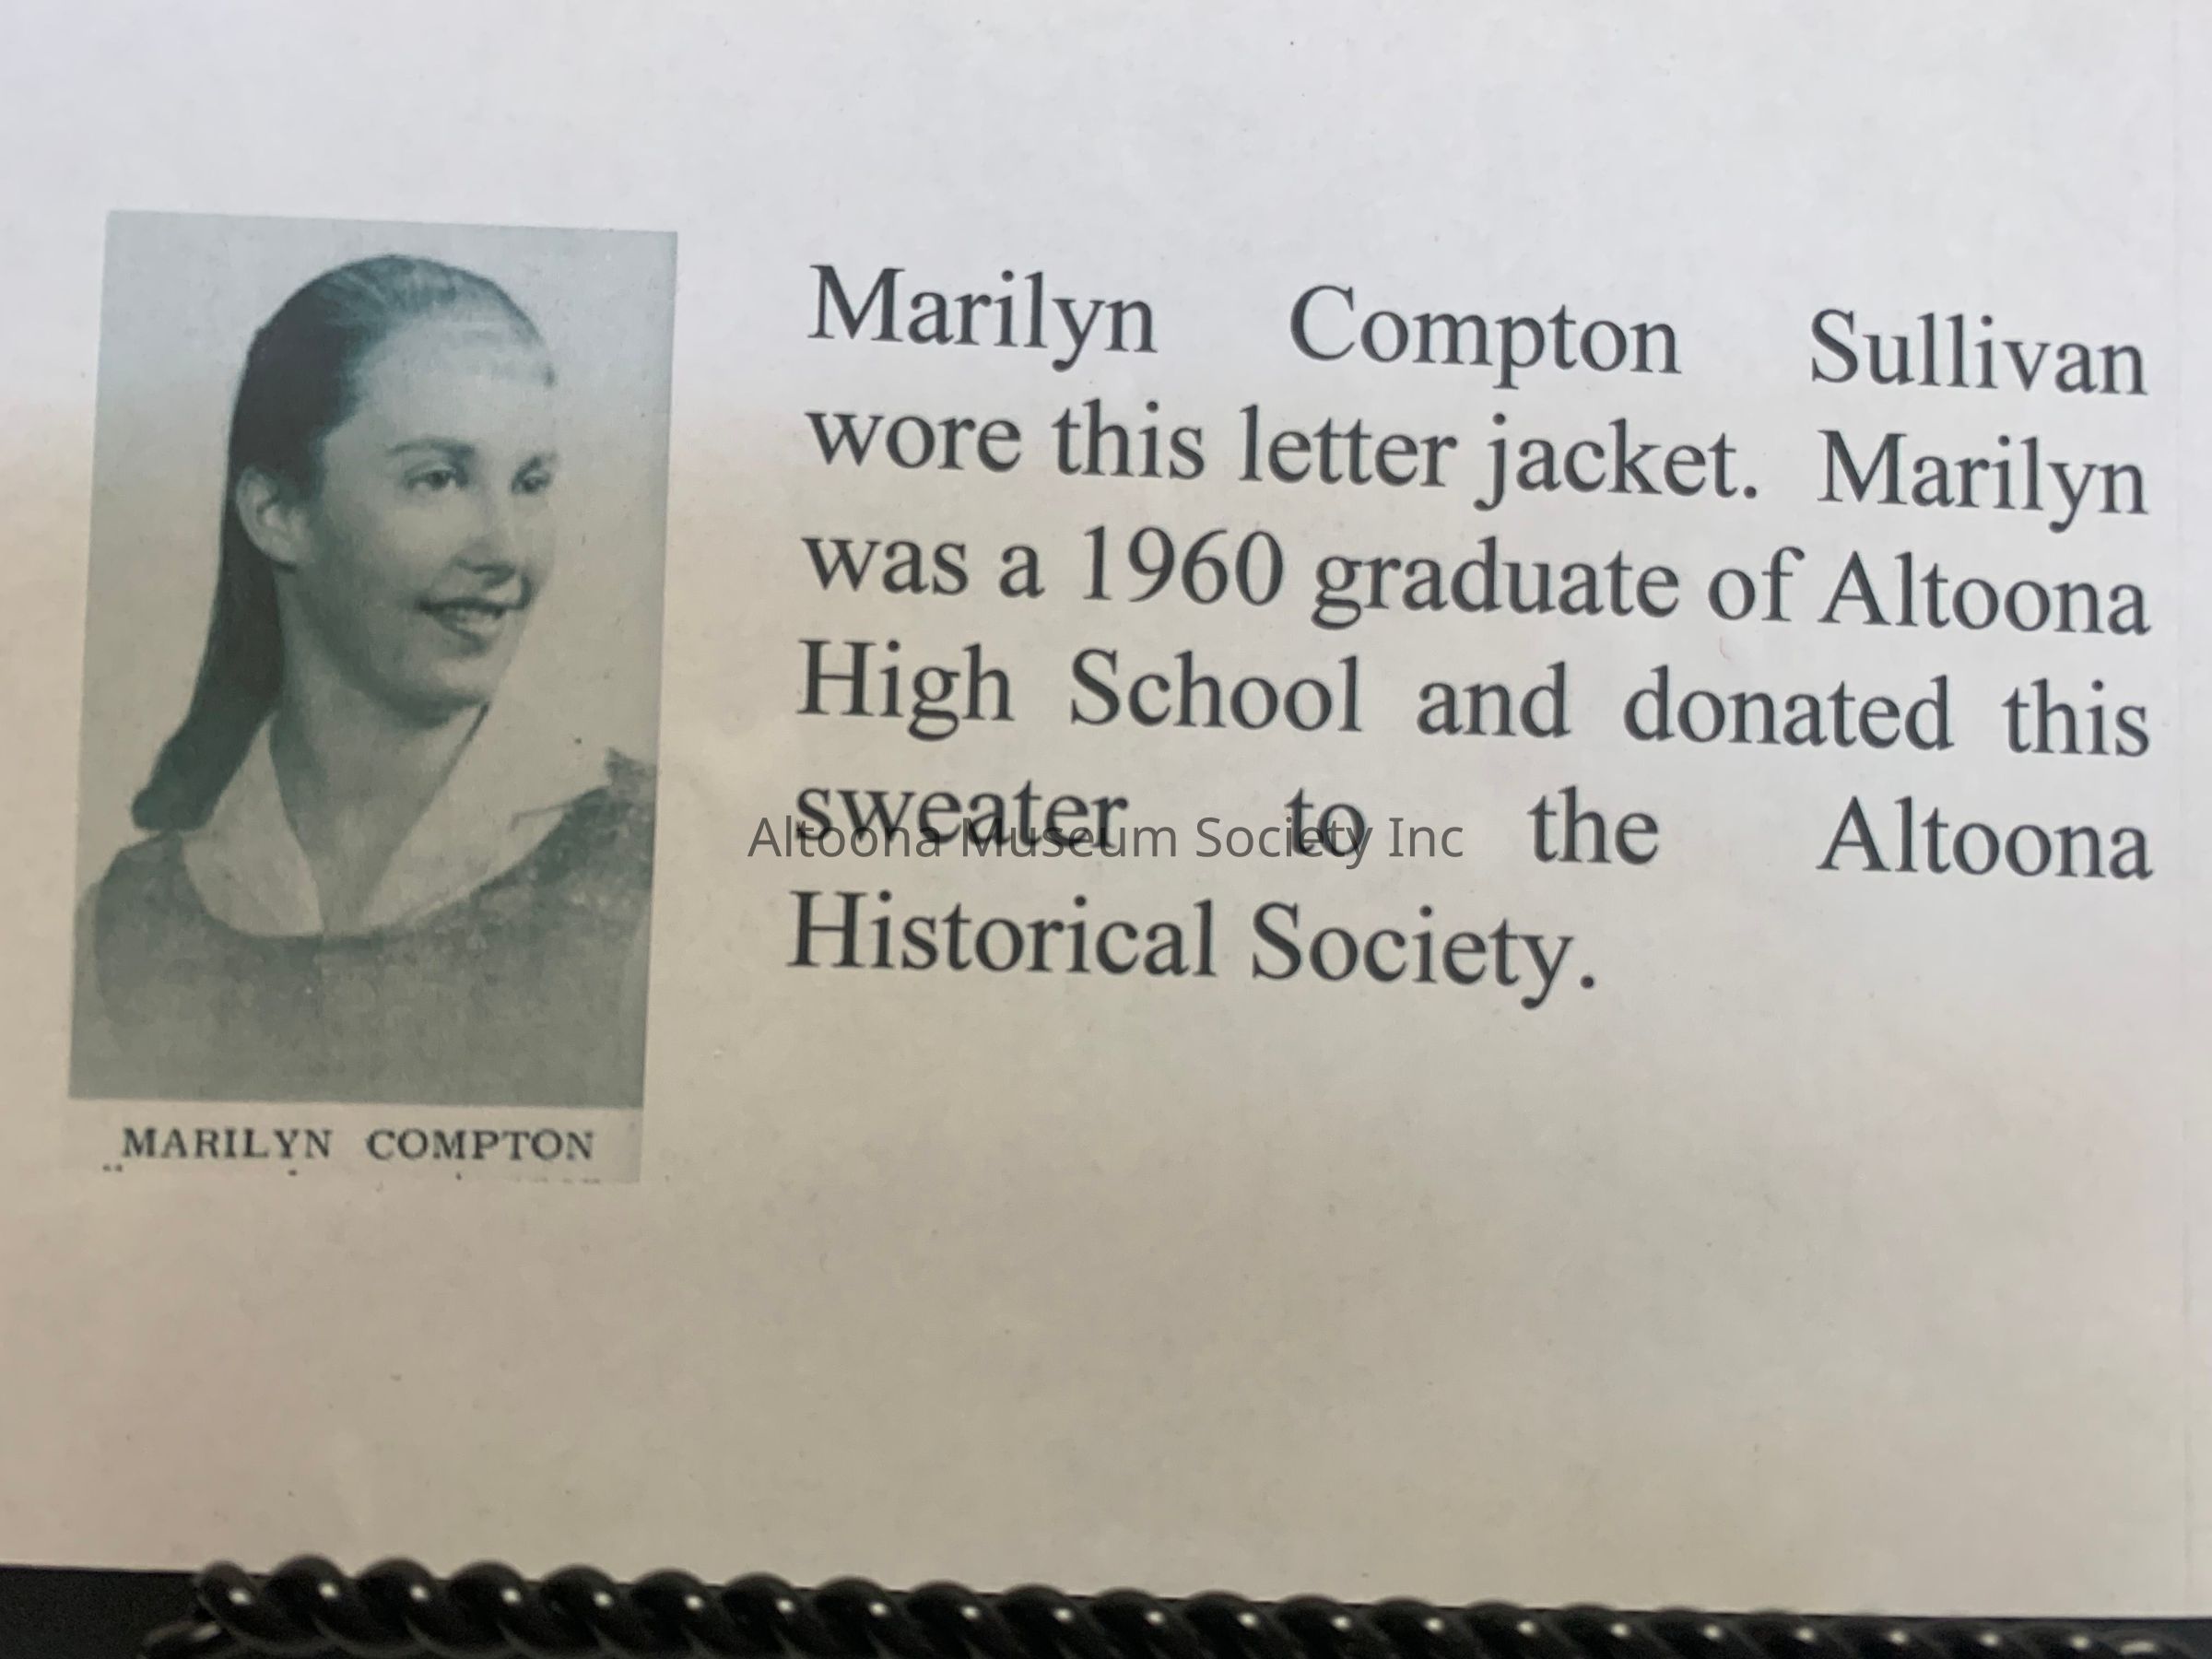 Marilyn Compton Sullivan
wore this letter jacket. Marilyn
was a 1960 graduate of Altoona
High School and donated this
sweater to the Altoona
Historical Society.
MARILYN COMPTON
Altoona Museum Society Inc